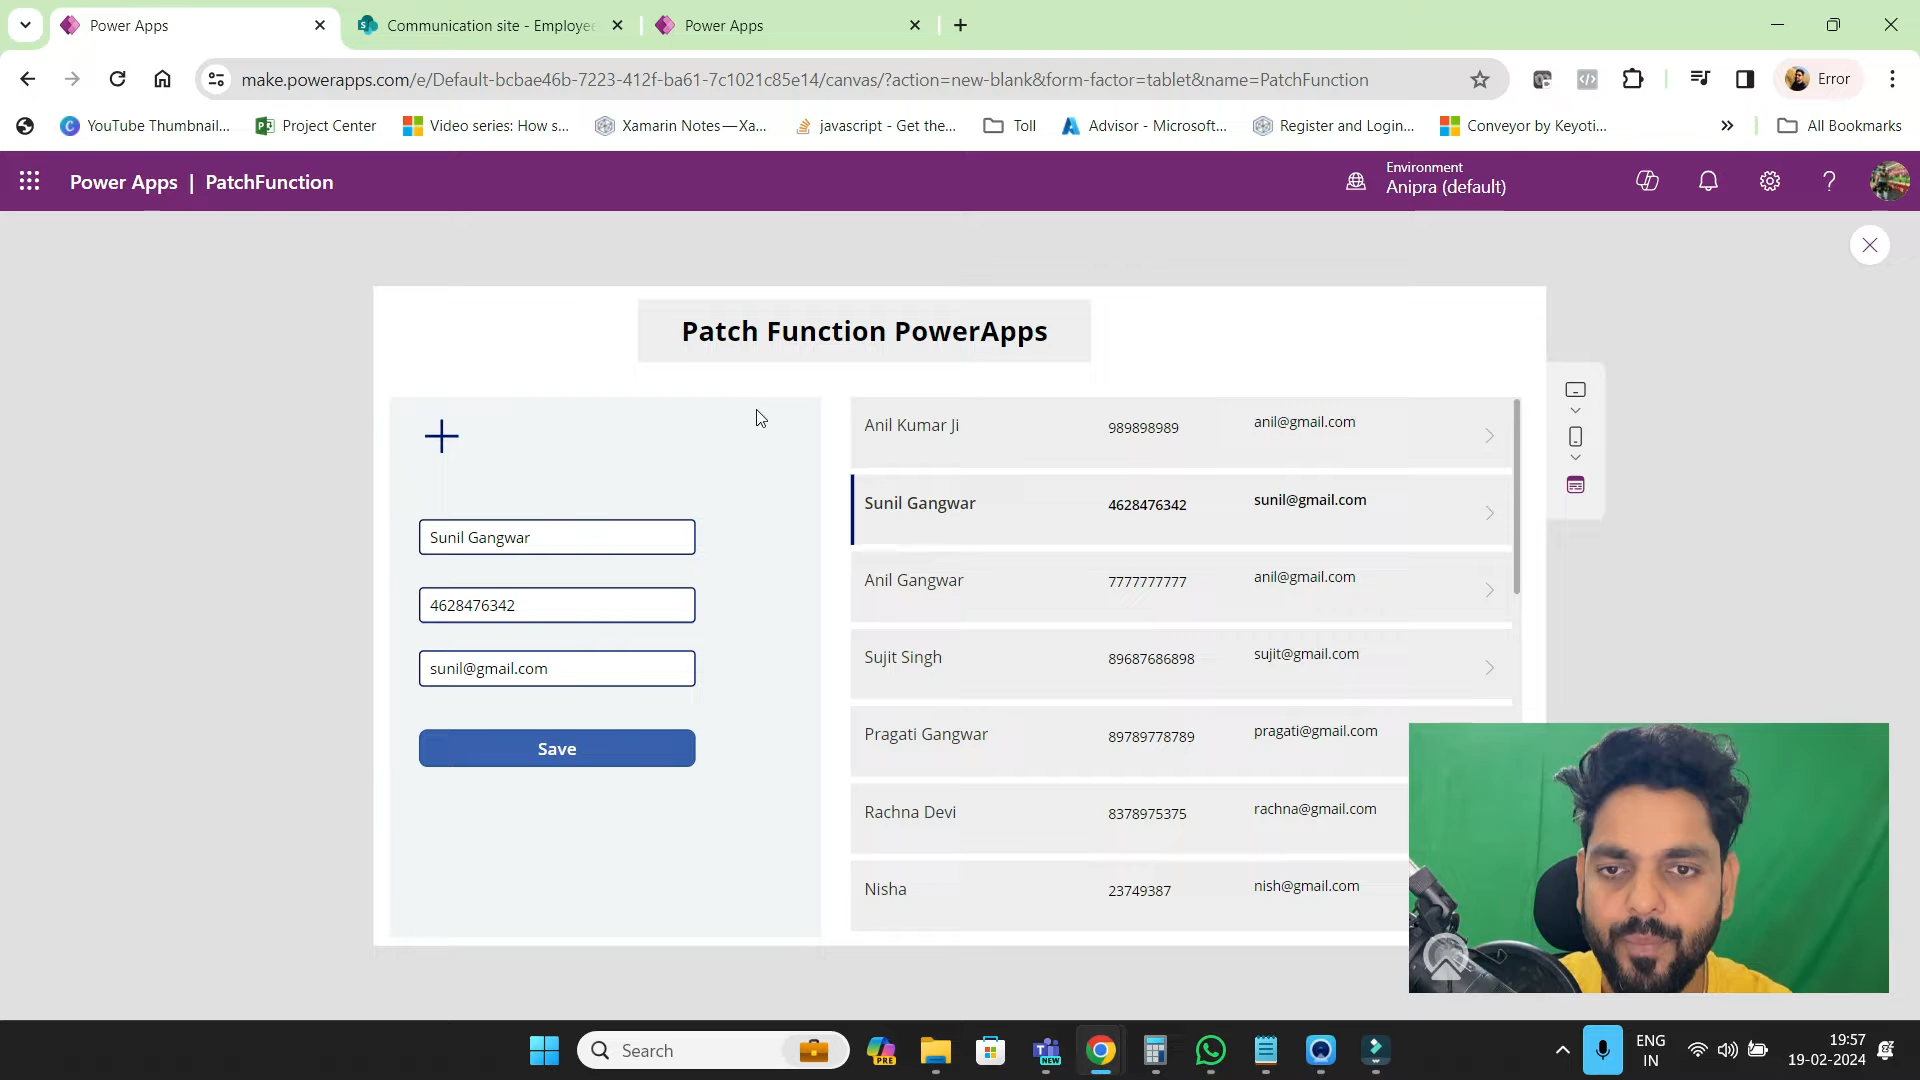 Power Apps
Communication site - Employe
Power Apps
make.powerapps.com/e/Default-bcbae46b-7223-412f-ba61-7c1021c85e14/canvas/?action=new-blank&form-factor=tablet&name=PatchFunction
Error
YouTube Thumbnail...
Project Center
Video series: How s...
Xamarin Notes—Xa...
javascript - Get the...
Toll
Advisor - Microsoft...
Register and Login...
Conveyor by Keyoti...
All Bookmarks
Power Apps | PatchFunction
Environment
Anipra (default)
Patch Function PowerApps
Sunil Gangwar
4628476342
sunil@gmail.com
Save
Anil Kumar Ji 989898989 anil@gmail.com
Sunil Gangwar 4628476342 sunil@gmail.com
Anil Gangwar 7777777777 anil@gmail.com
Sujit Singh 89687686898 sujit@gmail.com
Pragati Gangwar 89789778789 pragati@gmail.com
Rachna Devi 8378975375 rachna@gmail.com
Nisha 23749387 nish@gmail.com
Search
PRE
NEW
ENG
IN
19:57
19-02-2024